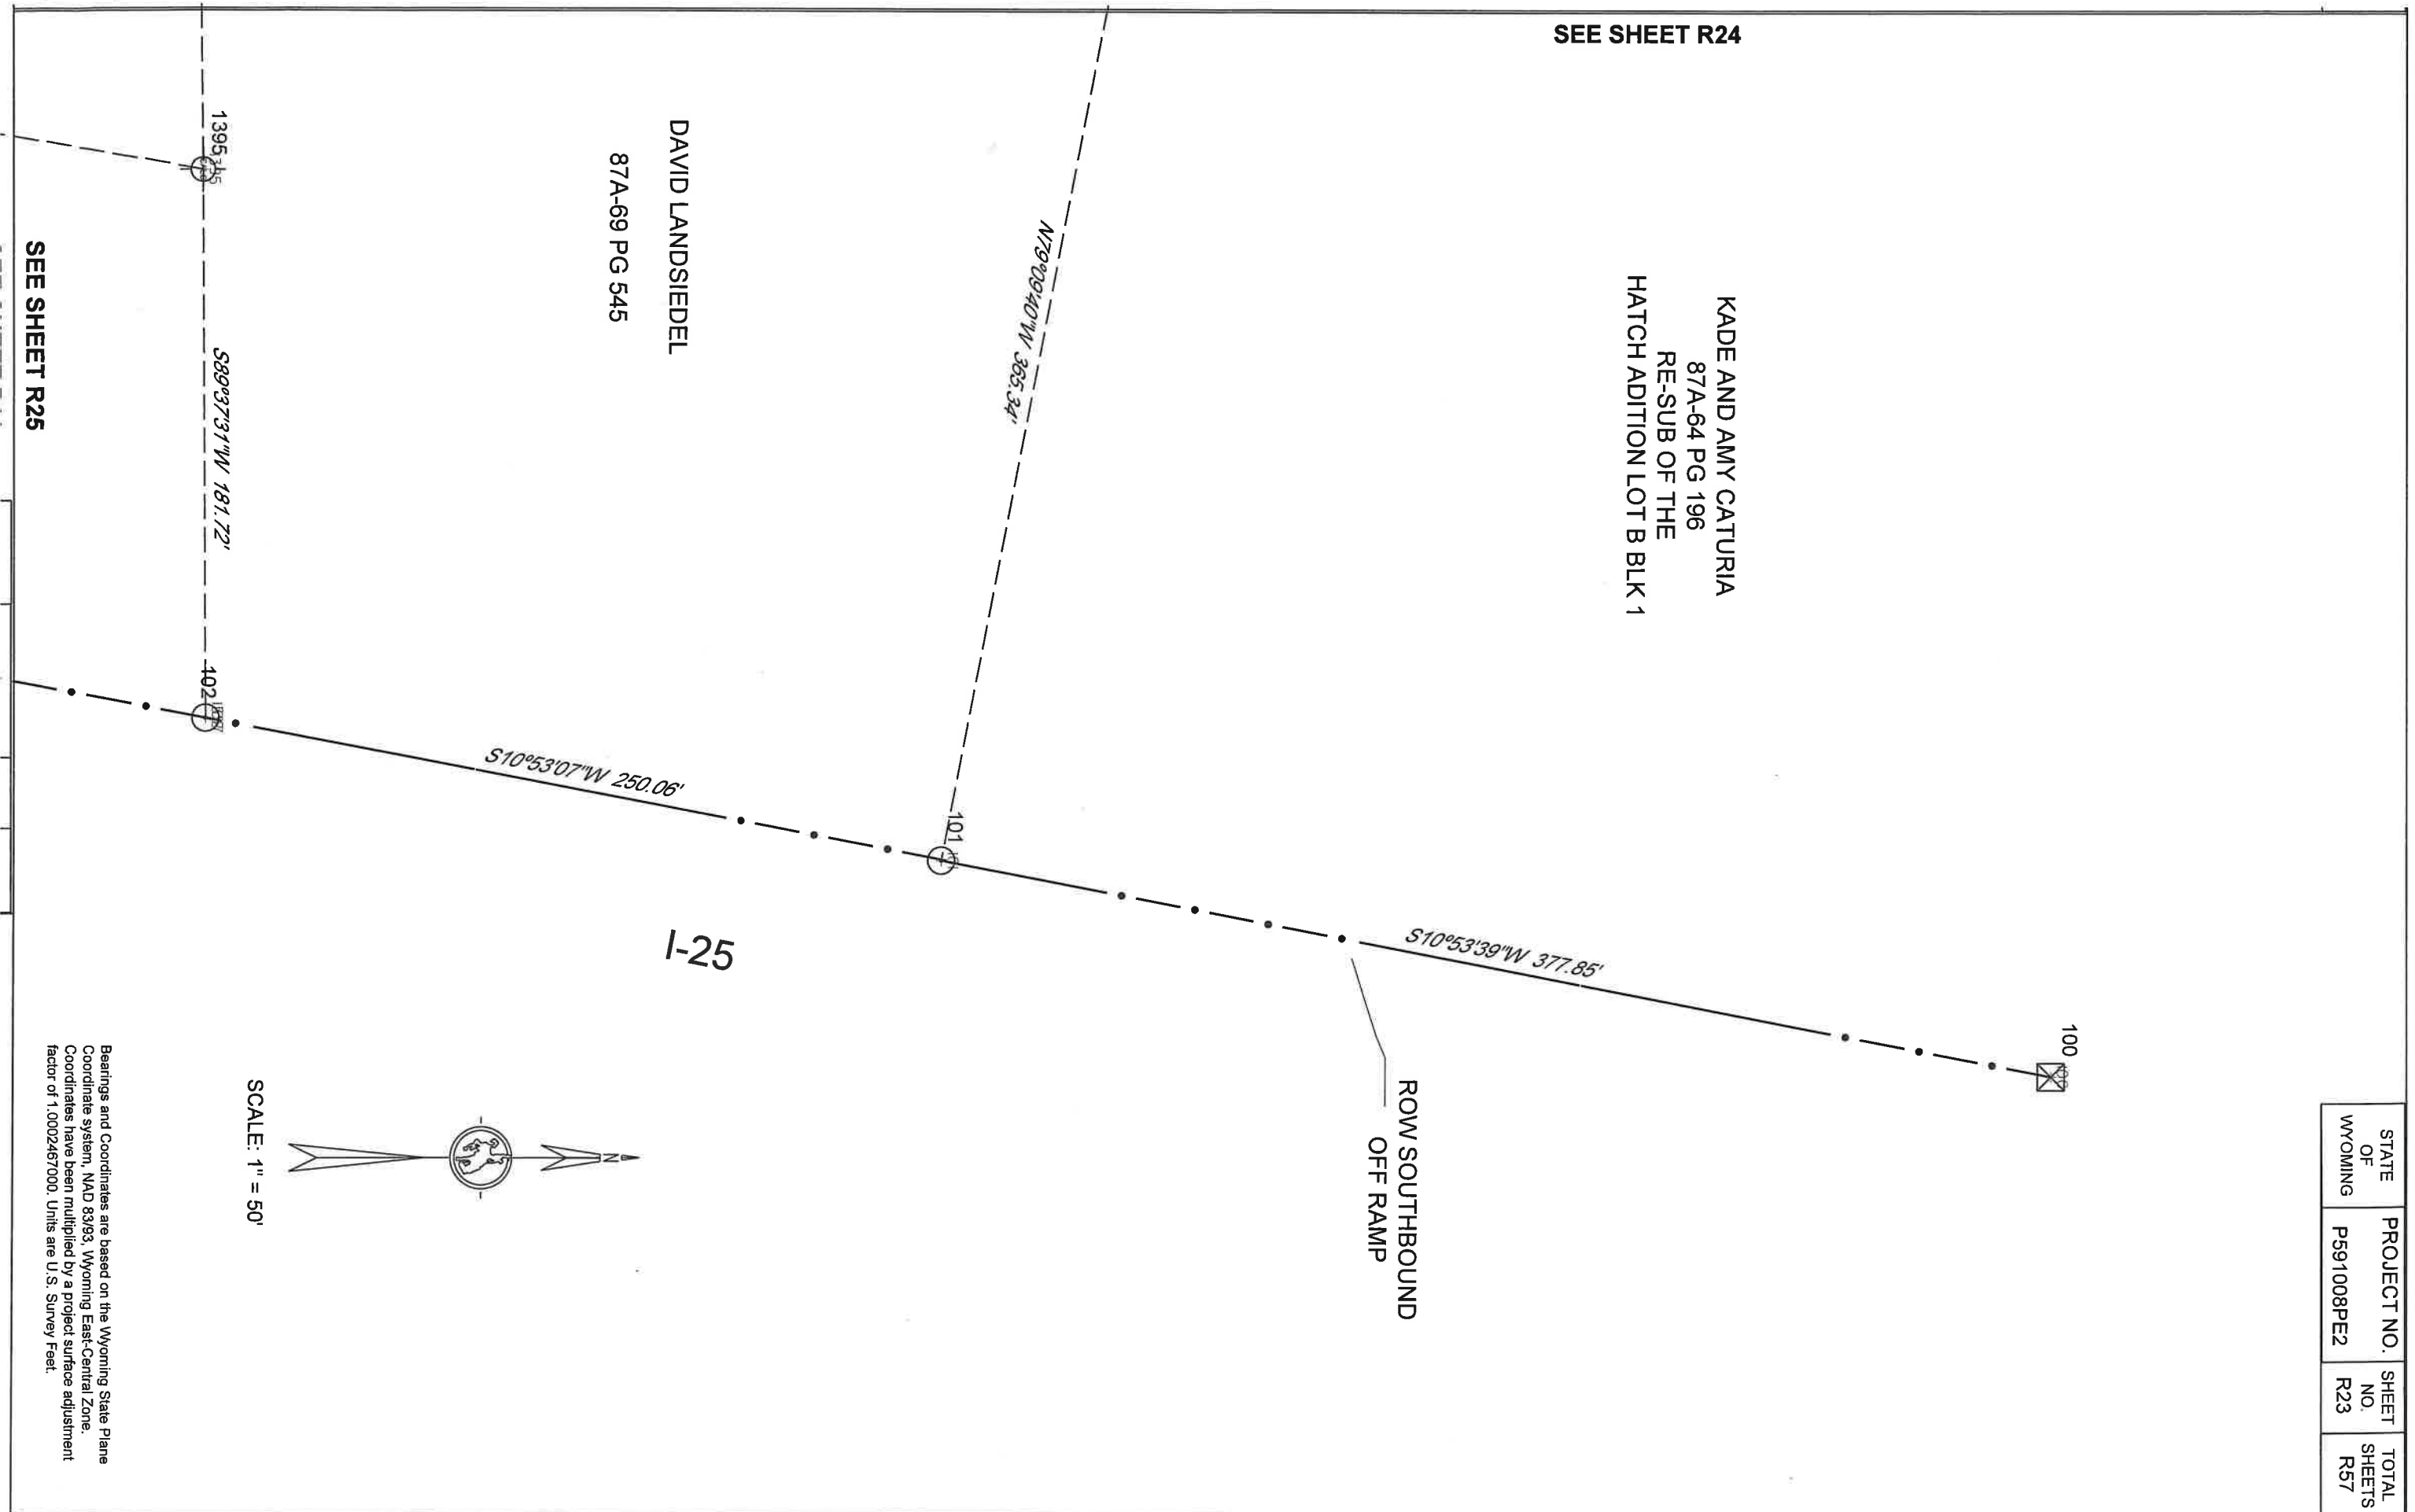 STATE
OF
WYOMING
PROJECT NO.
P591008PE2
SHEET
NO.
R23
TOTAL
SHEETS
R57
SEE SHEET R24
KADE AND AMY CATURIA
87A-64 PG 196
RE-SUB OF THE
HATCH ADITION LOT B BLK 1
100
S10°53'39"W 377.85'
ROW SOUTHBOUND
OFF RAMP
N79°09'40"W 365.34'
101
DAVID LANDSIEDEL
87A-69 PG 545
S10°53'07"W 250.06'
I-25
N
1395
S89°37'31"W 181.72'
102
SCALE: 1" = 50'
SEE SHEET R25
Bearings and Coordinates are based on the Wyoming State Plane
Coordinate system, NAD 83/93, Wyoming East-Central Zone.
Coordinates have been multiplied by a project surface adjustment
factor of 1.0002467000. Units are U.S. Survey Feet.